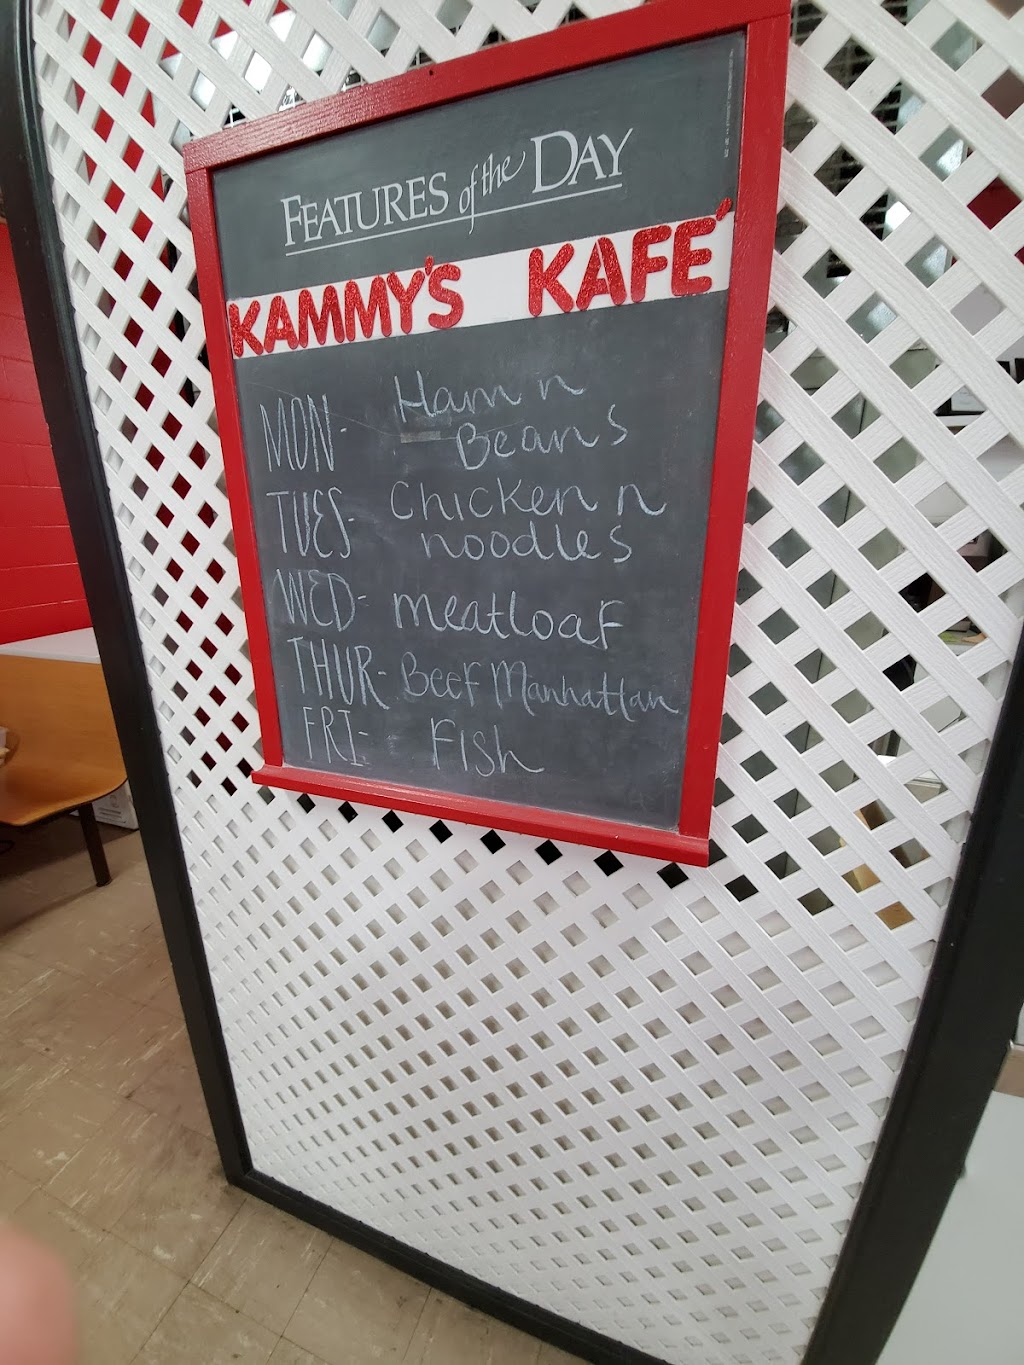 FEATURES of the DAY
KAMMY'S KAFE'
MON- Ham n
Beans
TUES- Chicken n
noodles
WED- meatloaf
THUR- Beef Manhattan
FRI- Fish